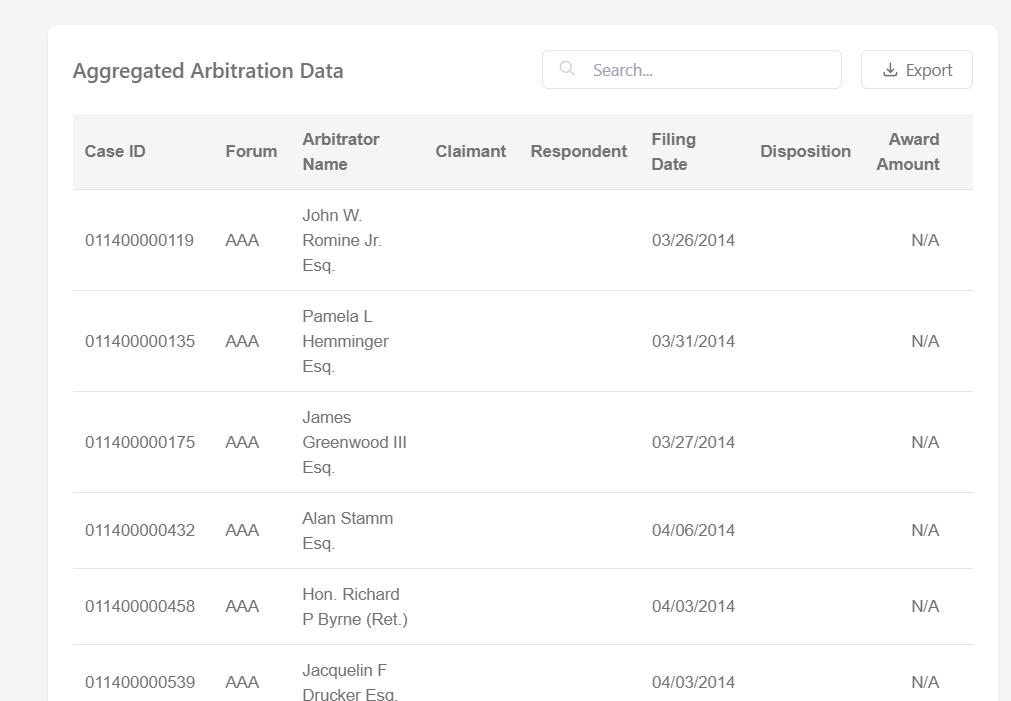 Aggregated Arbitration Data
Search...
Export
Case ID Forum Arbitrator Name Claimant Respondent Filing Date Disposition Award Amount
011400000119 AAA John W. Romine Jr. Esq. 03/26/2014 N/A
011400000135 AAA Pamela L Hemminger Esq. 03/31/2014 N/A
011400000175 AAA James Greenwood III Esq. 03/27/2014 N/A
011400000432 AAA Alan Stamm Esq. 04/06/2014 N/A
011400000458 AAA Hon. Richard P Byrne (Ret.) 04/03/2014 N/A
011400000539 AAA Jacquelin F Drucker Esq. 04/03/2014 N/A